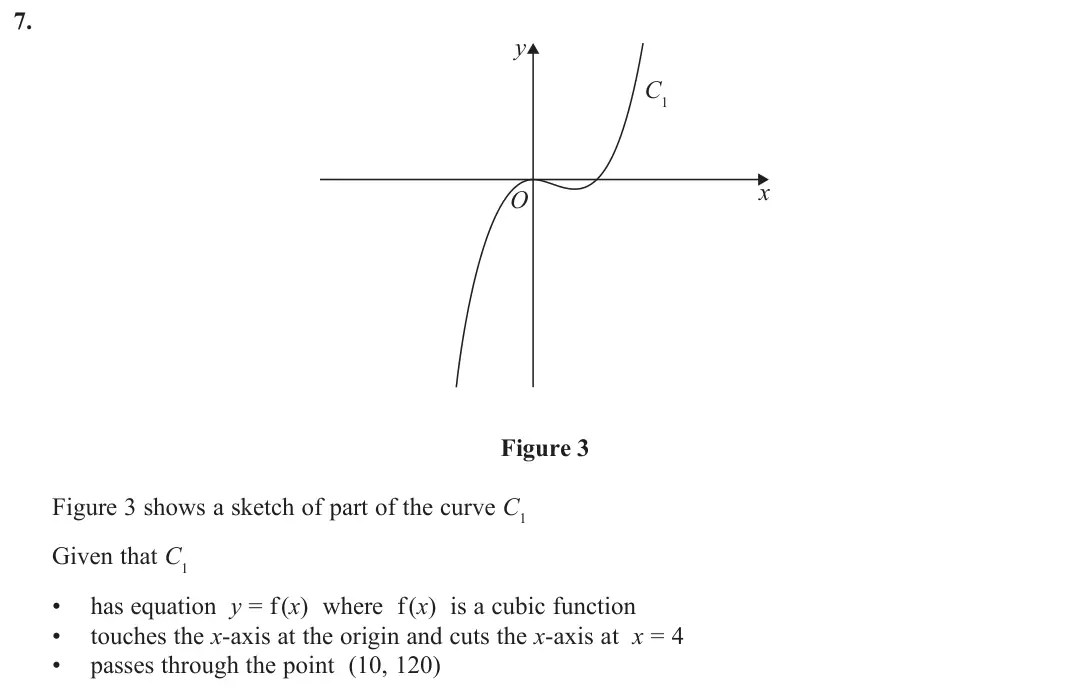 7.
y
C₁
O
x
Figure 3
Figure 3 shows a sketch of part of the curve C₁
Given that C₁
• has equation y = f(x) where f(x) is a cubic function
• touches the x-axis at the origin and cuts the x-axis at x = 4
• passes through the point (10, 120)